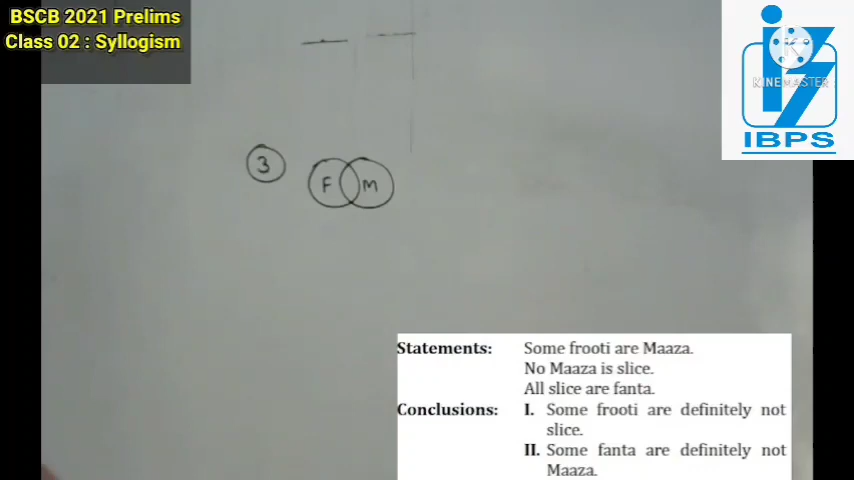 BSCB 2021 Prelims
Class 02 : Syllogism
KINEMASTER
IBPS
3
F M
Statements: Some frooti are Maaza.
No Maaza is slice.
All slice are fanta.
Conclusions: I. Some frooti are definitely not
slice.
II. Some fanta are definitely not
Maaza.